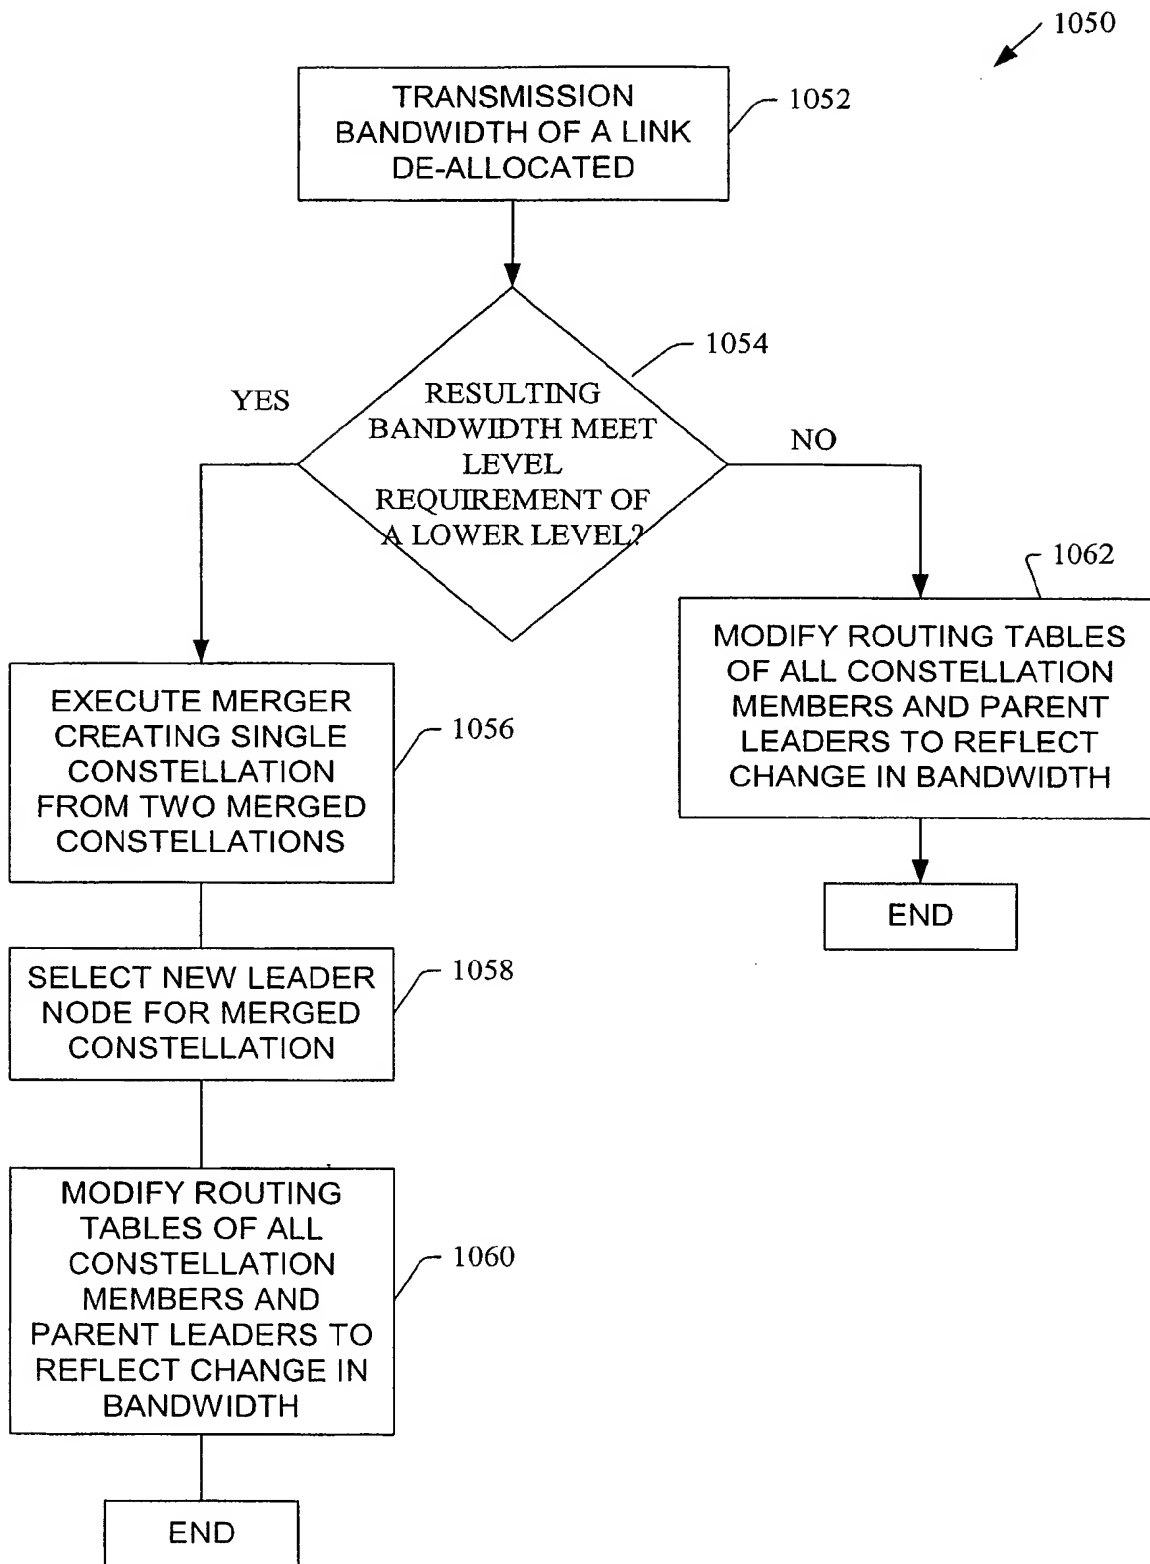 1050
TRANSMISSION
BANDWIDTH OF A LINK
DE-ALLOCATED
1052
1054
YES
RESULTING
BANDWIDTH MEET
LEVEL
REQUIREMENT OF
A LOWER LEVEL?
NO
1062
MODIFY ROUTING TABLES
OF ALL CONSTELLATION
MEMBERS AND PARENT
LEADERS TO REFLECT
CHANGE IN BANDWIDTH
END
EXECUTE MERGER
CREATING SINGLE
CONSTELLATION
FROM TWO MERGED
CONSTELLATIONS
1056
SELECT NEW LEADER
NODE FOR MERGED
CONSTELLATION
1058
MODIFY ROUTING
TABLES OF ALL
CONSTELLATION
MEMBERS AND
PARENT LEADERS TO
REFLECT CHANGE IN
BANDWIDTH
1060
END